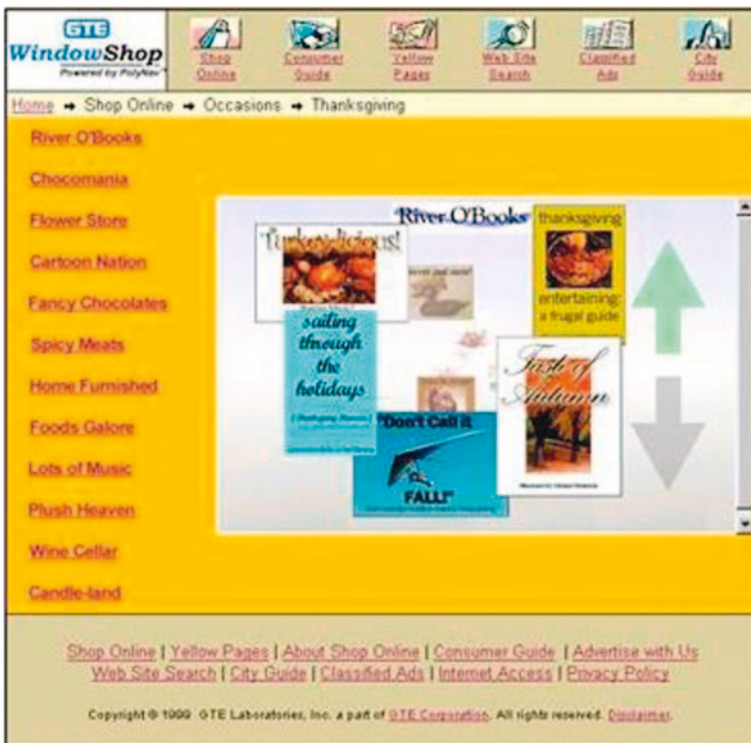 GTE
WindowShop
Powered by PolyNav
Shop
Online
Consumer
Guide
Yellow
Pages
Web Site
Search
Classified
Ads
City
Guide
Home → Shop Online → Occasions → Thanksgiving
River O'Books
Chocomania
Flower Store
Cartoon Nation
Fancy Chocolates
Spicy Meats
Home Furnished
Foods Galore
Lots of Music
Plush Heaven
Wine Cellar
Candle-land
River O'Books
Turkey-licious!
thanksgiving
entertaining:
a frugal guide
sailing
through
the
holidays
Taste of
Autumn
"Don't Call it
FALL!"
Shop Online | Yellow Pages | About Shop Online | Consumer Guide | Advertise with Us
Web Site Search | City Guide | Classified Ads | Internet Access | Privacy Policy
Copyright © 1999 GTE Laboratories, Inc. a part of GTE Corporation. All rights reserved. Disclaimer.